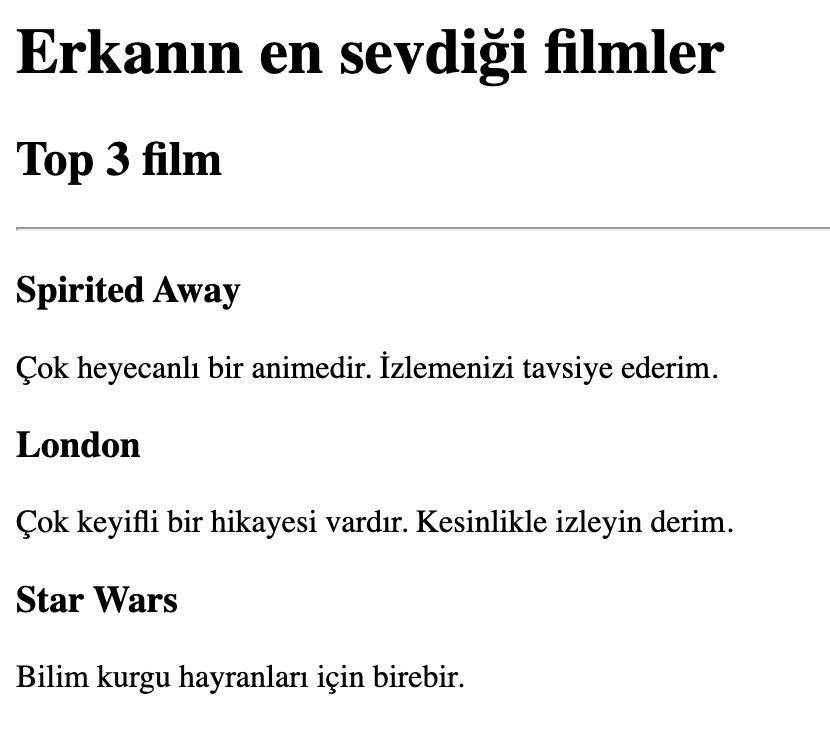 Erkanın en sevdiği filmler
Top 3 film
Spirited Away
Çok heyecanlı bir animedir. İzlemenizi tavsiye ederim.
London
Çok keyifli bir hikayesi vardır. Kesinlikle izleyin derim.
Star Wars
Bilim kurgu hayranları için birebir.